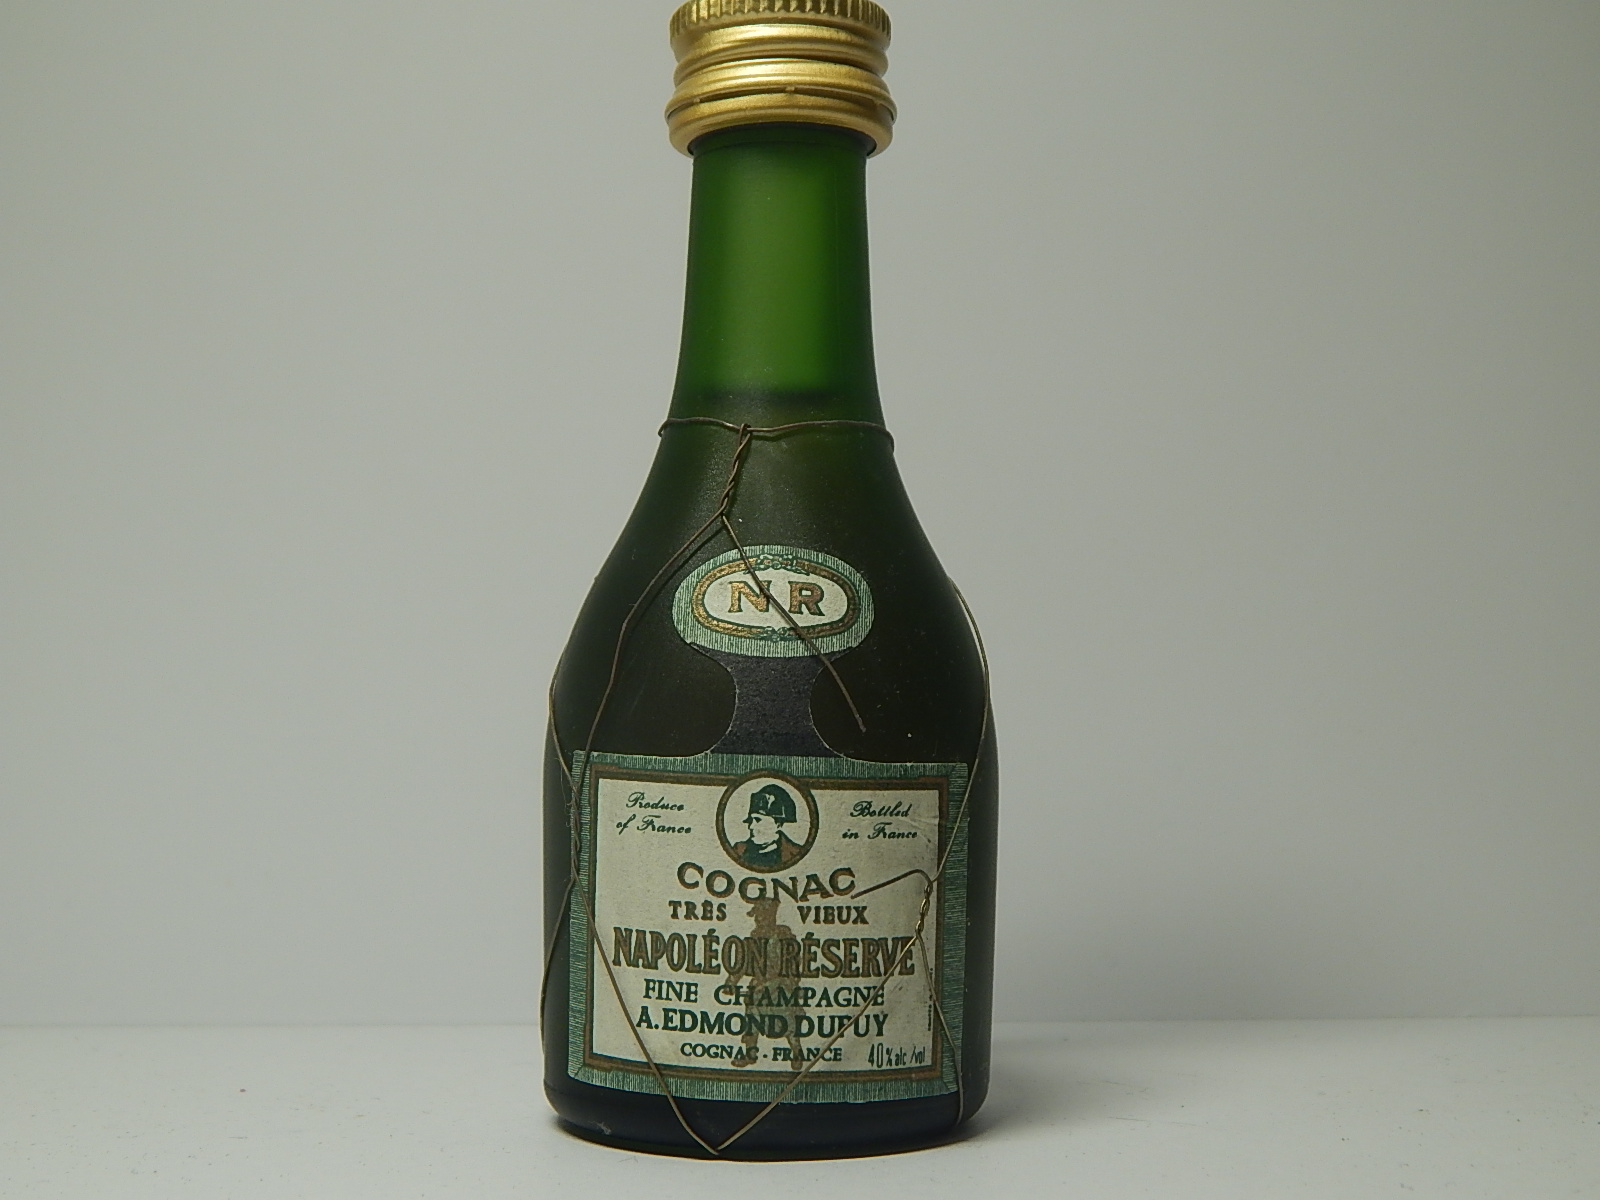 NR
Produce
of France
Bottled
in France
COGNAC
TRÈS VIEUX
NAPOLÉON RÉSERVE
FINE CHAMPAGNE
A.EDMOND DUPUY
COGNAC - FRANCE 40% alc/vol